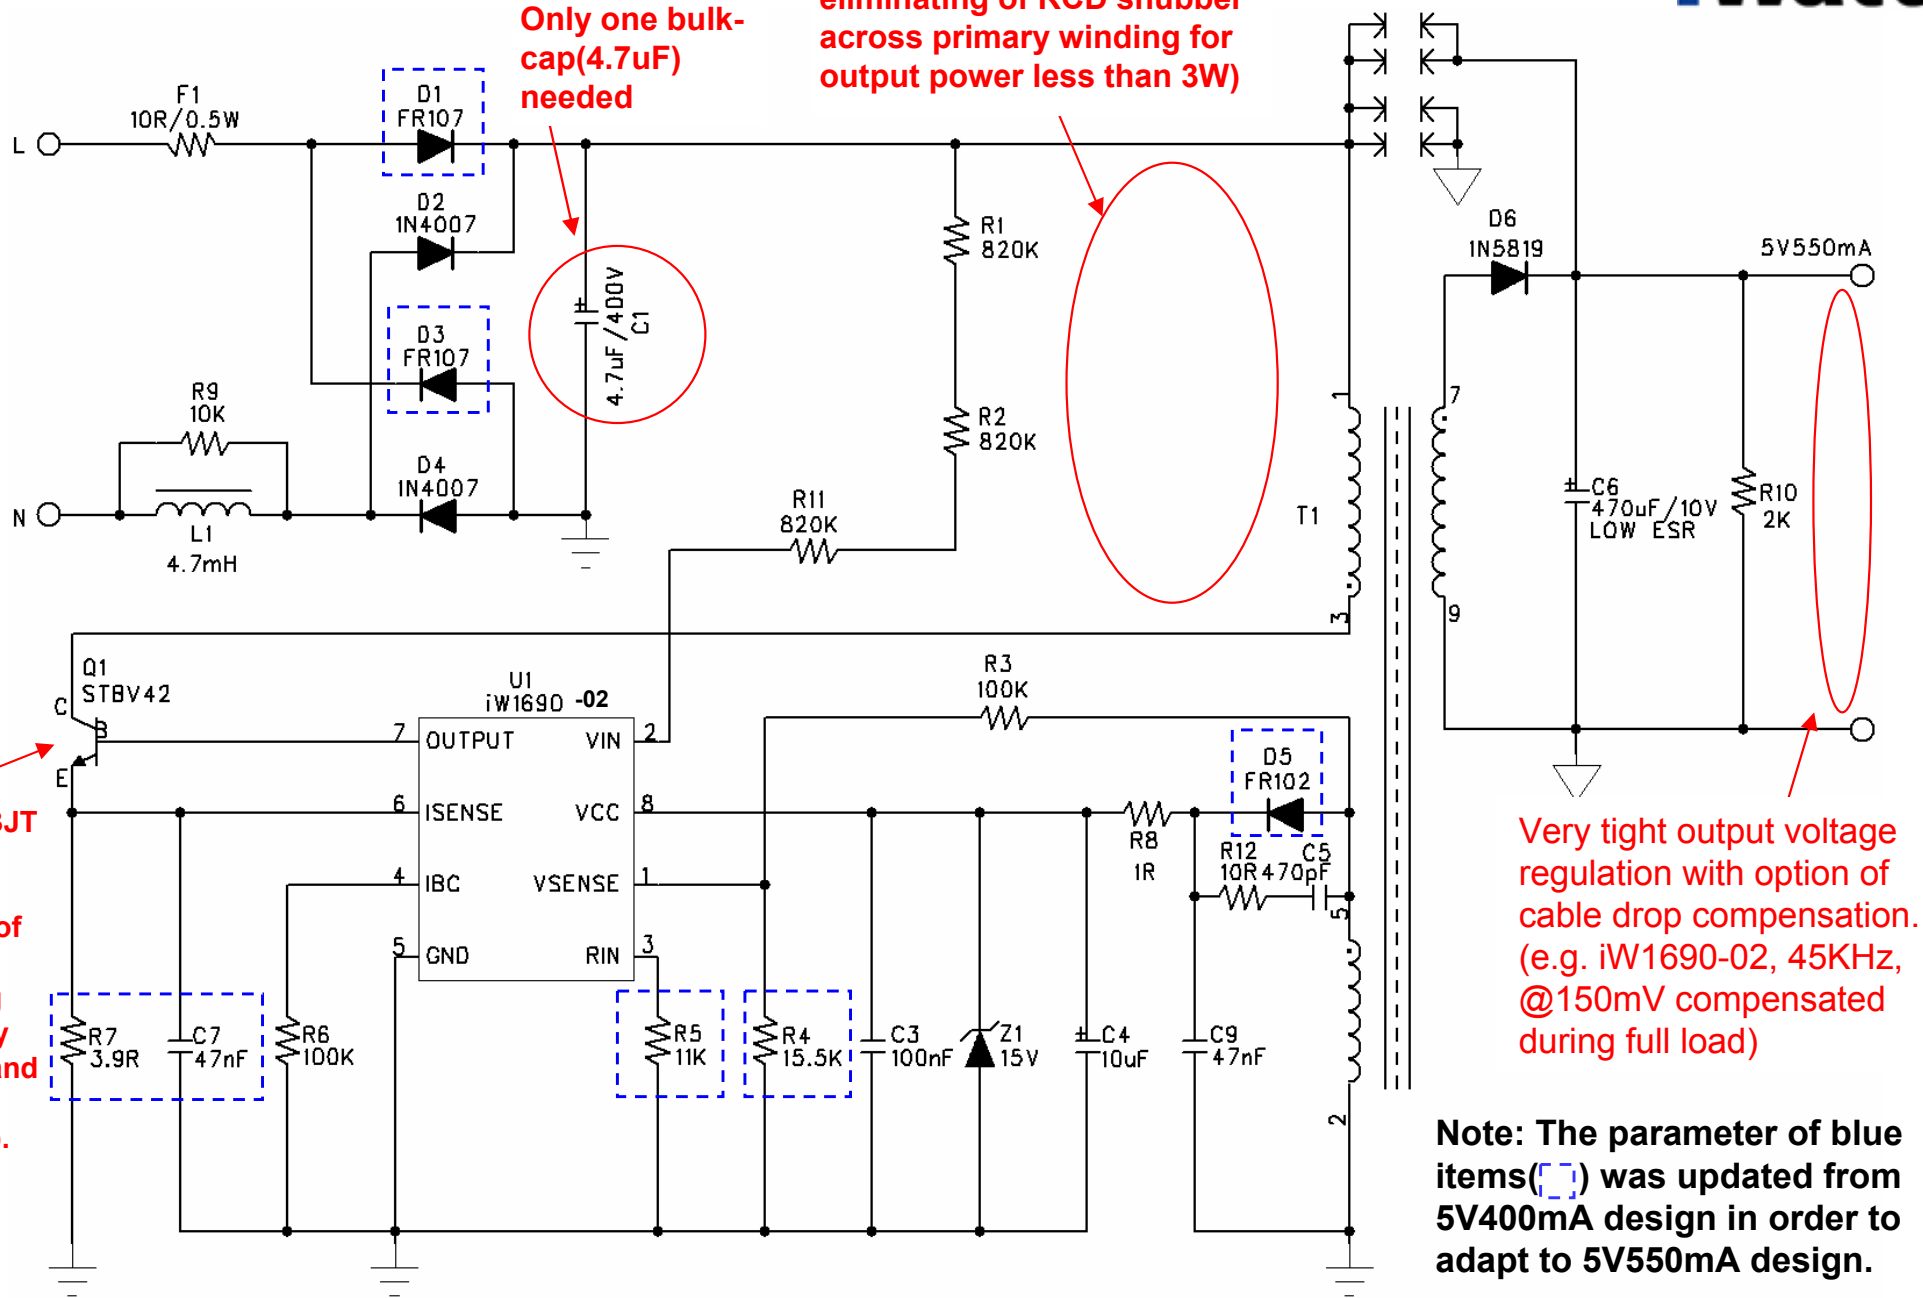 Only one bulk-
cap(4.7uF)
needed
across primary winding for
output power less than 3W)
F1
10R/0.5W
L
D1
FR107
D2
1N4007
D3
FR107
D4
1N4007
R9
10K
N
L1
4.7mH
4.7uF/400V
C1
+
R1
820K
R2
820K
R11
820K
T1
1
3
7
9
D6
1N5819
5V550mA
+
C6
470uF/10V
LOW ESR
R10
2K
Q1
STBV42
C
B
E
U1
iW1690 -02
7 OUTPUT VIN 2
6 ISENSE VCC 8
4 IBC VSENSE 1
5 GND RIN 3
R3
100K
D5
FR102
R8
1R
R12 C5
10R 470pF
5
2
BJT
of
and
R7
3.9R
C7
47nF
R6
100K
R5
11K
R4
15.5K
C3
100nF
Z1
15V
+
C4
10uF
C9
47nF
Very tight output voltage
regulation with option of
cable drop compensation.
(e.g. iW1690-02, 45KHz,
@150mV compensated
during full load)
Note: The parameter of blue
items( ) was updated from
5V400mA design in order to
adapt to 5V550mA design.